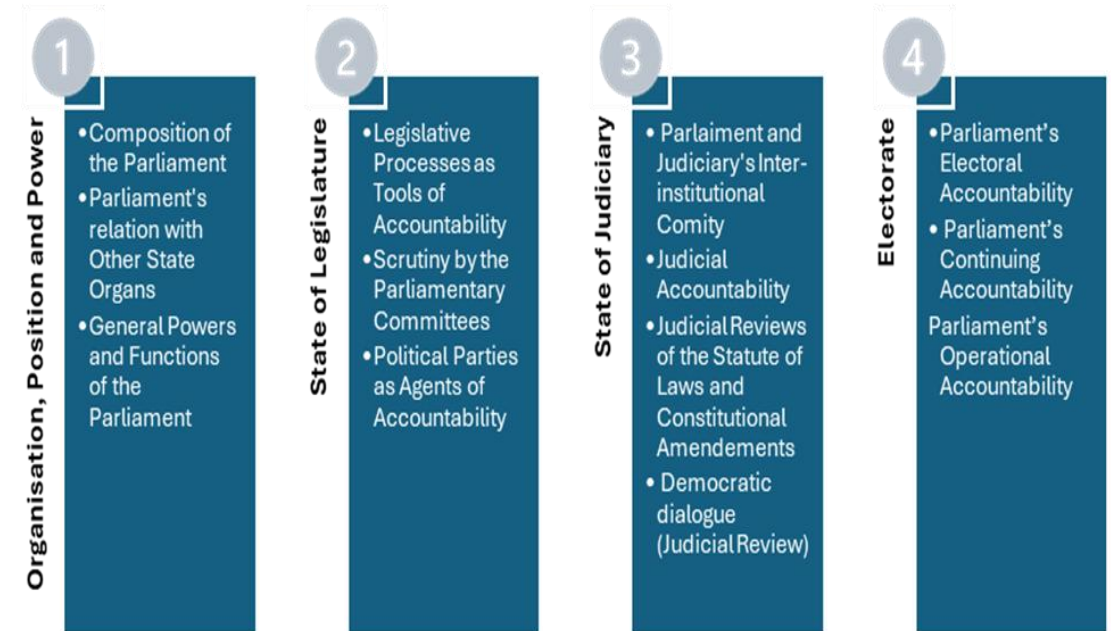 1
Organisation, Position and Power
•Composition of
the Parliament
•Parliament's
relation with
Other State
Organs
•General Powers
and Functions
of the
Parliament
2
State of Legislature
•Legislative
Processes as
Tools of
Accountability
•Scrutiny by the
Parliamentary
Committees
•Political Parties
as Agents of
Accountability
3
State of Judiciary
• Parlaiment and
Judiciary's Inter-
institutional
Comity
•Judicial
Accountability
•Judicial Reviews
of the Statute of
Laws and
Constitutional
Amendements
• Democratic
dialogue
(Judicial Review)
4
Electorate
•Parliament’s
Electoral
Accountability
• Parliament’s
Continuing
Accountability
Parliament’s
Operational
Accountability